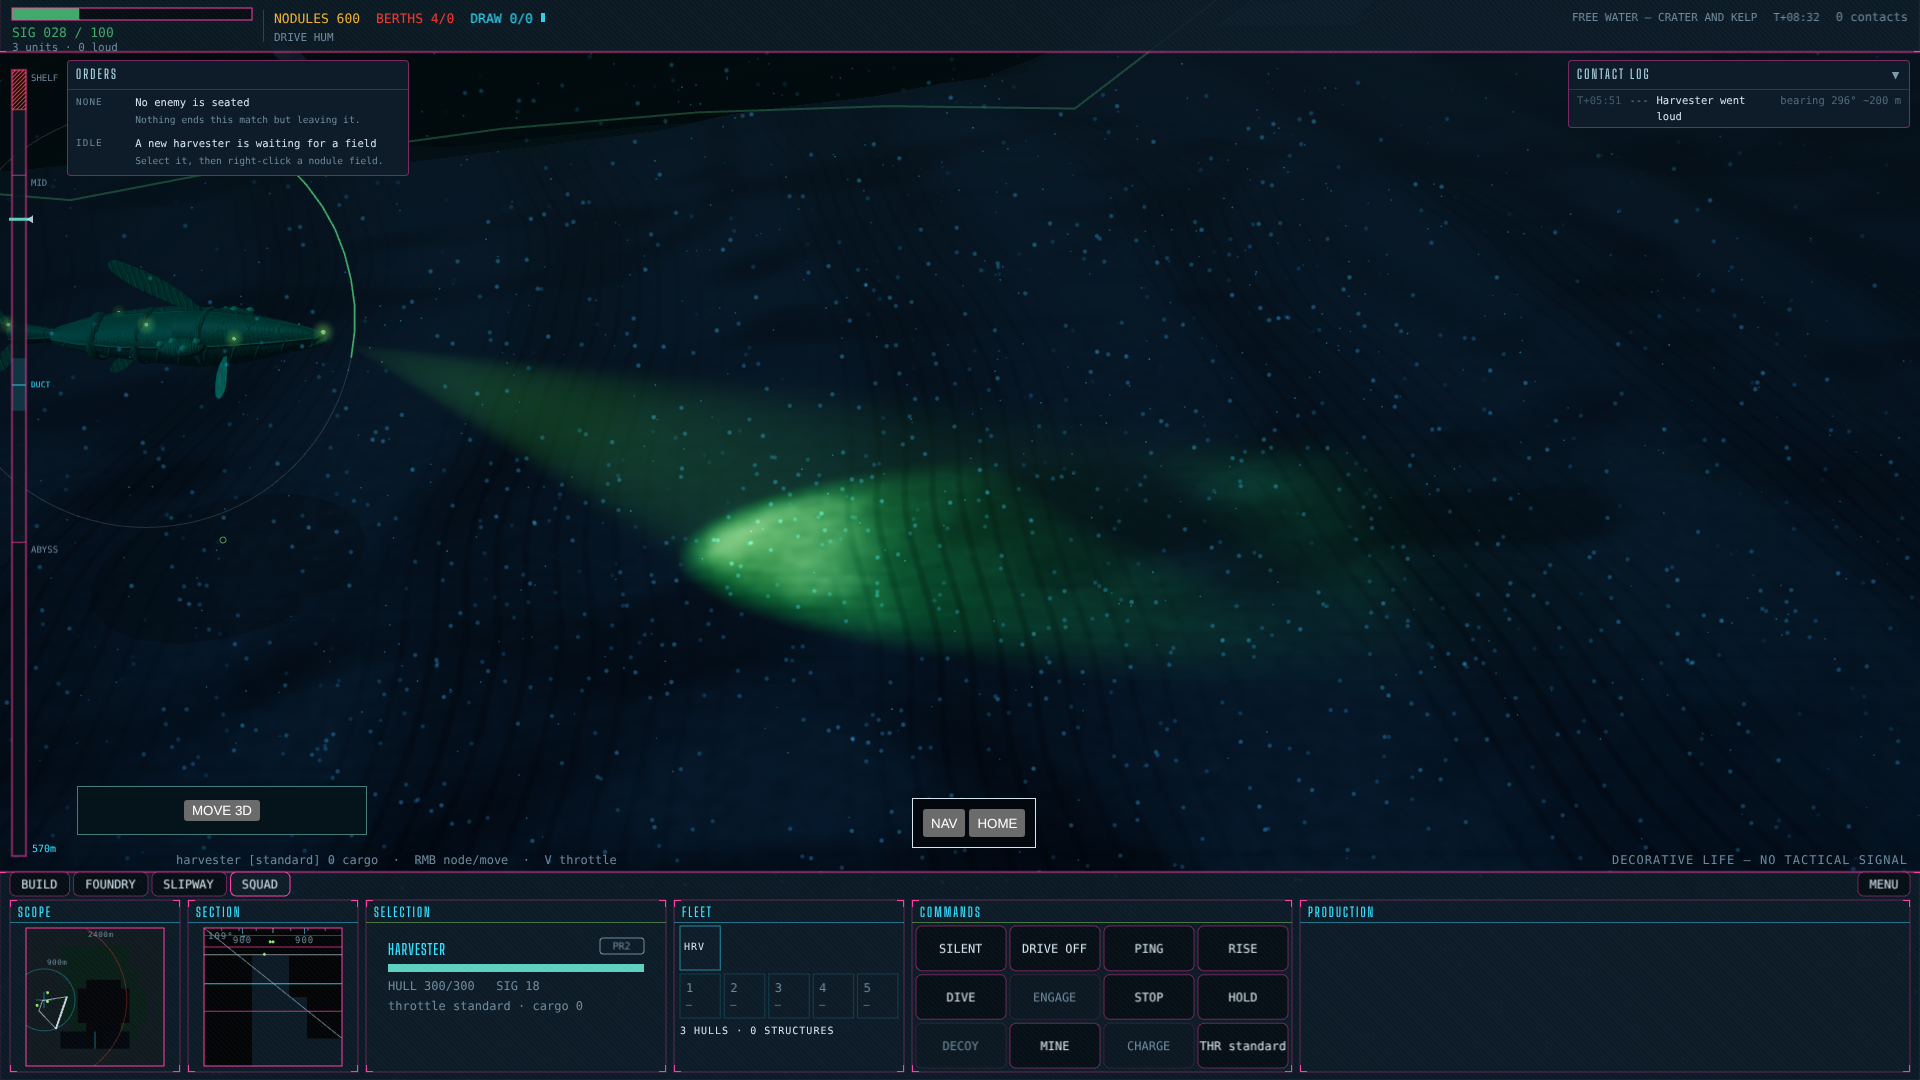 SIG 028 / 100
3 units · 0 loud
NODULES 600 BERTHS 4/0 DRAW 0/0
DRIVE HUM
FREE WATER — CRATER AND KELP T+08:32 0 contacts
SHELF
MID
DUCT
ABYSS
570m
ORDERS
NONE No enemy is seated
Nothing ends this match but leaving it.
IDLE A new harvester is waiting for a field
Select it, then right-click a nodule field.
CONTACT LOG ▼
T+05:51 --- Harvester went loud bearing 296° ~200 m
MOVE 3D
NAV HOME
harvester [standard] 0 cargo · RMB node/move · V throttle
DECORATIVE LIFE — NO TACTICAL SIGNAL
BUILD FOUNDRY SLIPWAY SQUAD
MENU
SCOPE
2400m
900m
SECTION
109°
900 900
SELECTION
HARVESTER PR2
HULL 300/300 SIG 18
throttle standard · cargo 0
FLEET
HRV
1 2 3 4 5
— — — — —
3 HULLS · 0 STRUCTURES
COMMANDS
SILENT DRIVE OFF PING RISE
DIVE ENGAGE STOP HOLD
DECOY MINE CHARGE THR standard
PRODUCTION